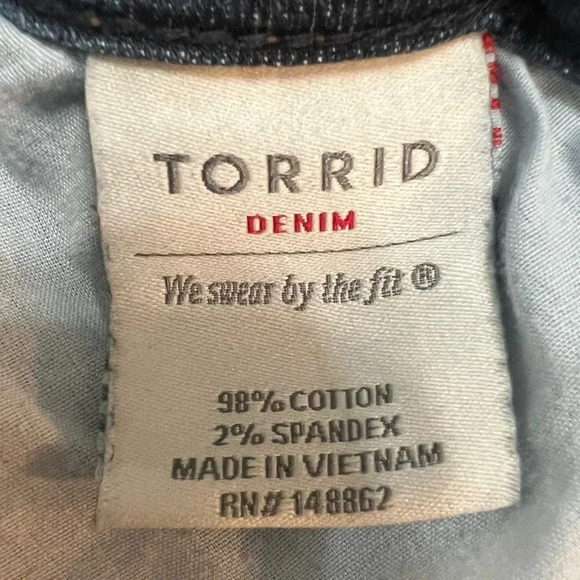 TORRID
DENIM
We swear by the fit ®
98% COTTON
2% SPANDEX
MADE IN VIETNAM
RN# 148862